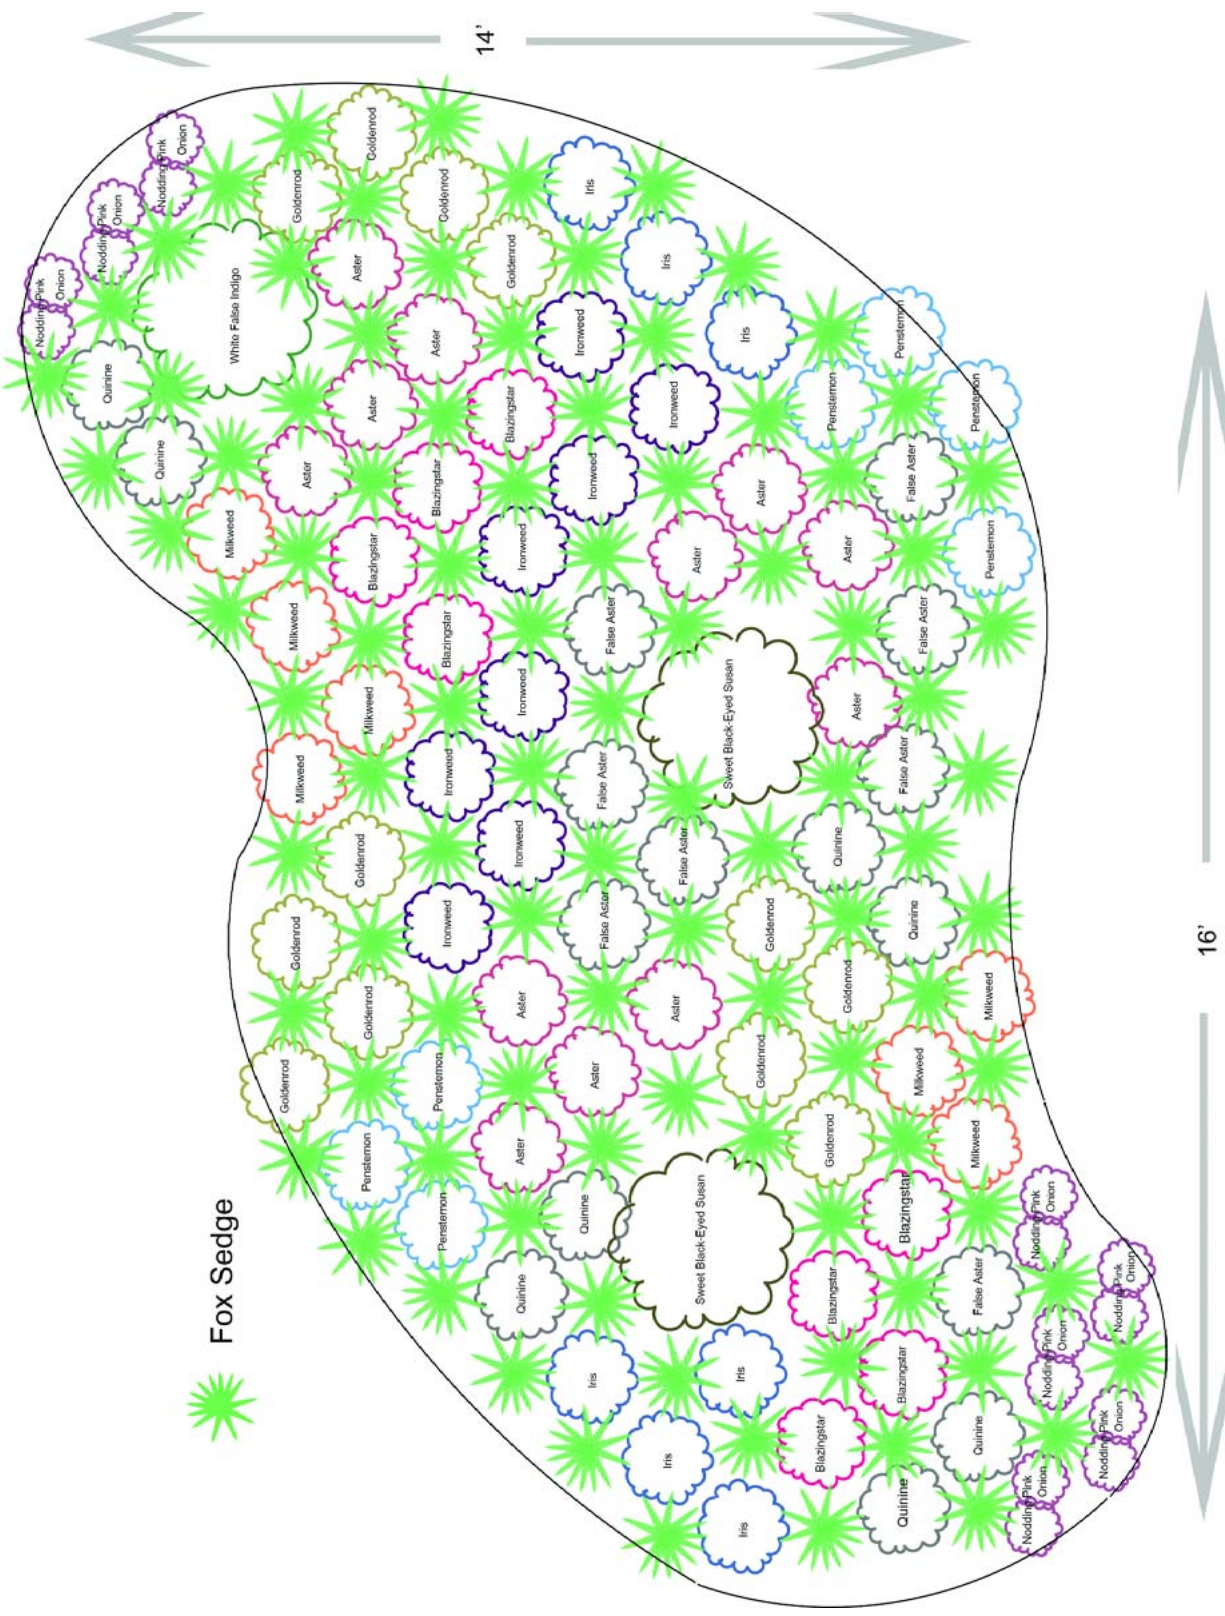 Nodding Pink
Onion
Quinine
Nodding Pink
Onion
Quinine
Nodding Pink
Onion
Fox Sedge
Milkweed
White False Indigo
Goldenrod
Goldenrod
Milkweed
Milkweed
Aster
Goldenrod
Penstemon
Goldenrod
Goldenrod
Milkweed
Blazingstar
Aster
Aster
Goldenrod
Penstemon
Penstemon
Ironweed
Ironweed
Blazingstar
Blazingstar
Aster
Goldenrod
14'
Quinine
Aster
Aster
Ironweed
Ironweed
Ironweed
Blazingstar
Goldenrod
Iris
Quinine
Aster
False Aster
False Aster
False Aster
Ironweed
Ironweed
Iris
Iris
Sweet Black-Eyed Susan
Aster
False Aster
Aster
Ironweed
Iris
Iris
Iris
Goldenrod
Goldenrod
Sweet Black-Eyed Susan
Aster
Iris
Blazingstar
Blazingstar
Goldenrod
Goldenrod
Quinine
Aster
Aster
Penstemon
Quinine
Blazingstar
Blazingstar
Milkweed
Quinine
False Aster
False Aster
False Aster
Penstemon
Quinine
False Aster
Milkweed
Milkweed
Penstemon
Penstemon
Nodding Pink
Onion
Nodding Pink
Onion
Nodding Pink
Onion
Nodding Pink
Onion
Nodding Pink
Onion
16'